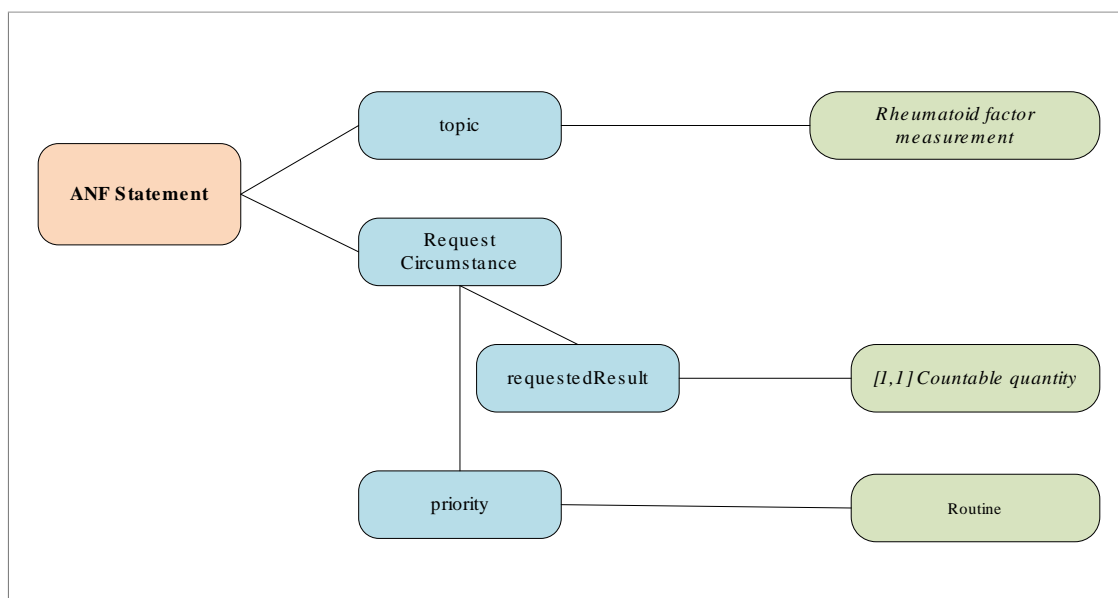 topic
Rheumatoid factor
measurement
ANF Statement
Request
Circumstance
requestedResult
[1,1] Countable quantity
priority
Routine